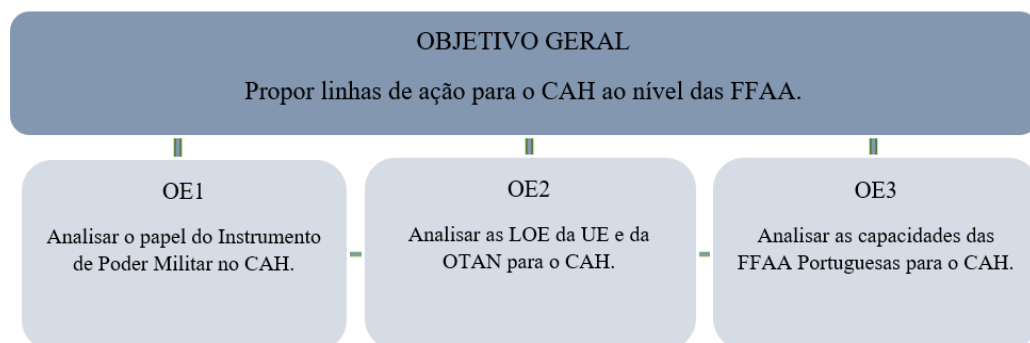 OBJETIVO GERAL
Propor linhas de ação para o CAH ao nível das FFAA.
OE1
Analisar o papel do Instrumento
de Poder Militar no CAH.
OE2
Analisar as LOE da UE e da
OTAN para o CAH.
OE3
Analisar as capacidades das
FFAA Portuguesas para o CAH.